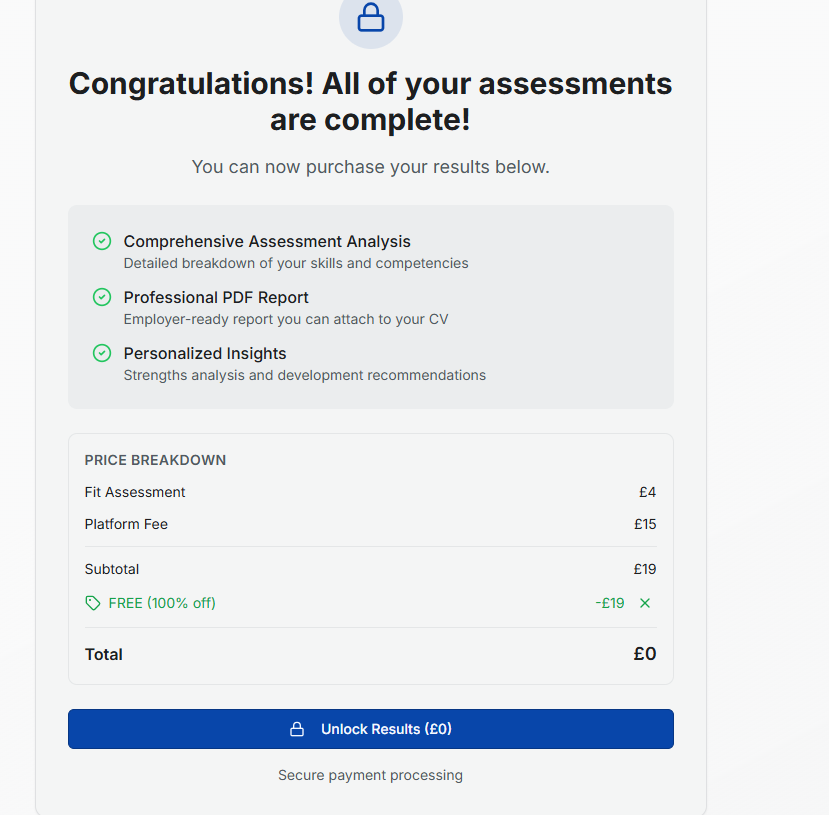 Congratulations! All of your assessments
are complete!
You can now purchase your results below.
Comprehensive Assessment Analysis
Detailed breakdown of your skills and competencies
Professional PDF Report
Employer-ready report you can attach to your CV
Personalized Insights
Strengths analysis and development recommendations
PRICE BREAKDOWN
Fit Assessment £4
Platform Fee £15
Subtotal £19
FREE (100% off) -£19
Total £0
Unlock Results (£0)
Secure payment processing